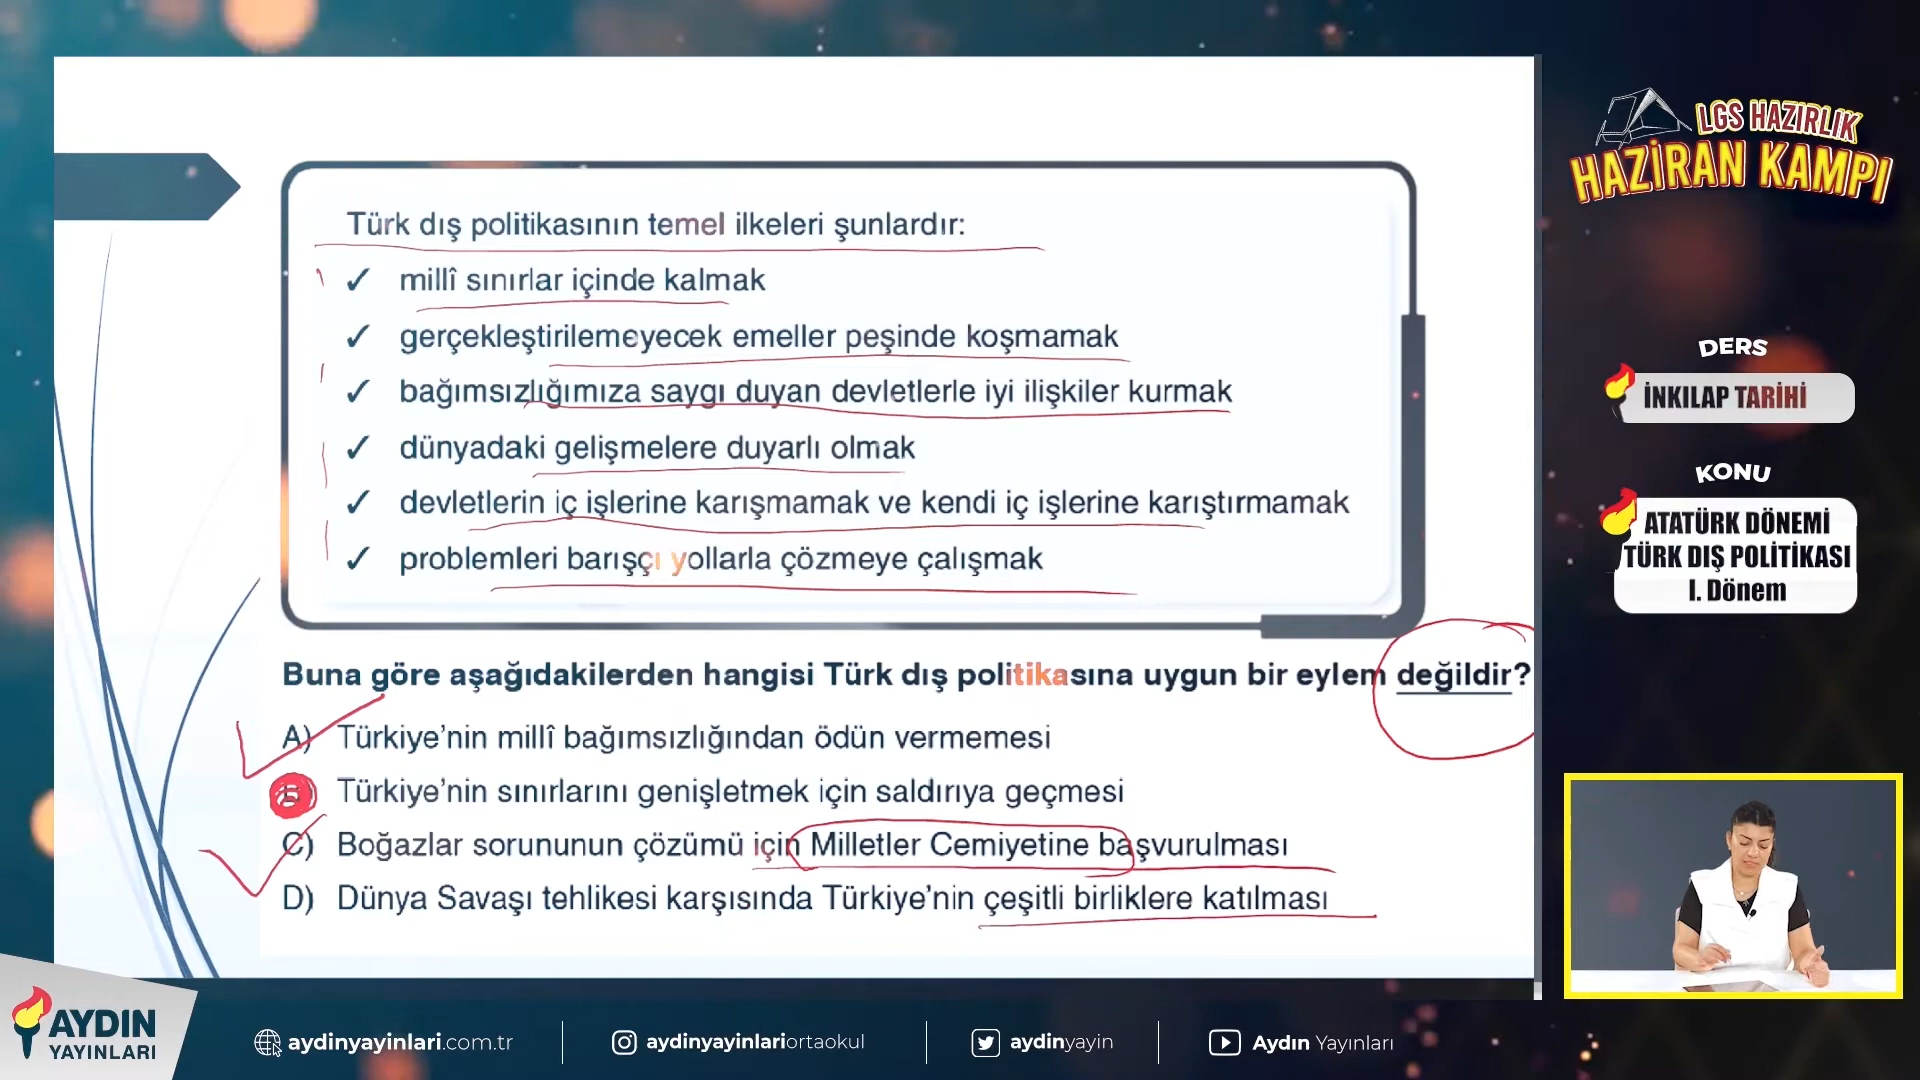 LGS HAZIRLIK
HAZİRAN KAMPI
Türk dış politikasının temel ilkeleri şunlardır:
✓ millî sınırlar içinde kalmak
✓ gerçekleştirilemeyecek emeller peşinde koşmamak
✓ bağımsızlığımıza saygı duyan devletlerle iyi ilişkiler kurmak
✓ dünyadaki gelişmelere duyarlı olmak
✓ devletlerin iç işlerine karışmamak ve kendi iç işlerine karıştırmamak
✓ problemleri barışçı yollarla çözmeye çalışmak
Buna göre aşağıdakilerden hangisi Türk dış politikasına uygun bir eylem değildir?
A) Türkiye'nin millî bağımsızlığından ödün vermemesi
B) Türkiye'nin sınırlarını genişletmek için saldırıya geçmesi
C) Boğazlar sorununun çözümü için Milletler Cemiyetine başvurulması
D) Dünya Savaşı tehlikesi karşısında Türkiye'nin çeşitli birliklere katılması
DERS
İNKILAP TARİHİ
KONU
ATATÜRK DÖNEMİ
TÜRK DIŞ POLİTİKASI
I. Dönem
AYDIN
YAYINLARI
aydinyayinlari.com.tr
aydinyayinlariortaokul
aydinyayin
Aydın Yayınları